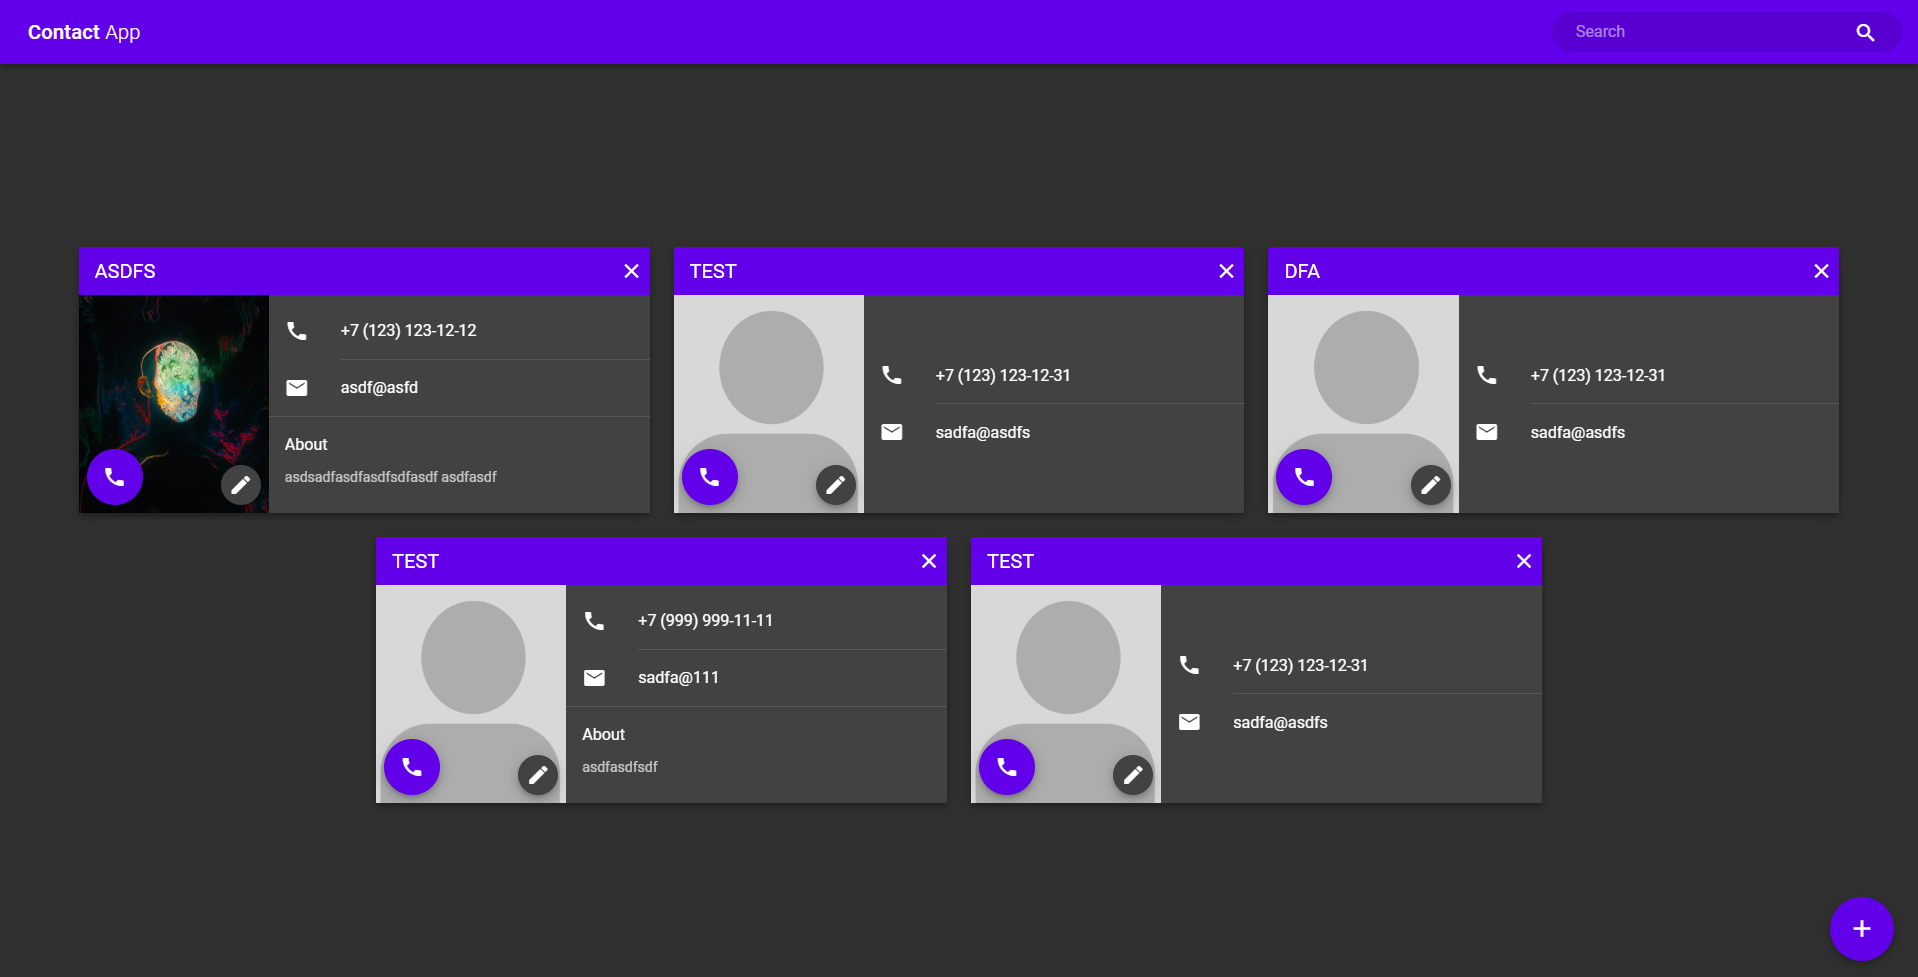 Contact App
Search
ASDFS
+7 (123) 123-12-12
asdf@asfd
About
asdsadfasdfasdfsdfasdf asdfasdf
TEST
+7 (123) 123-12-31
sadfa@asdfs
DFA
+7 (123) 123-12-31
sadfa@asdfs
TEST
+7 (999) 999-11-11
sadfa@111
About
asdfasdfsdf
TEST
+7 (123) 123-12-31
sadfa@asdfs